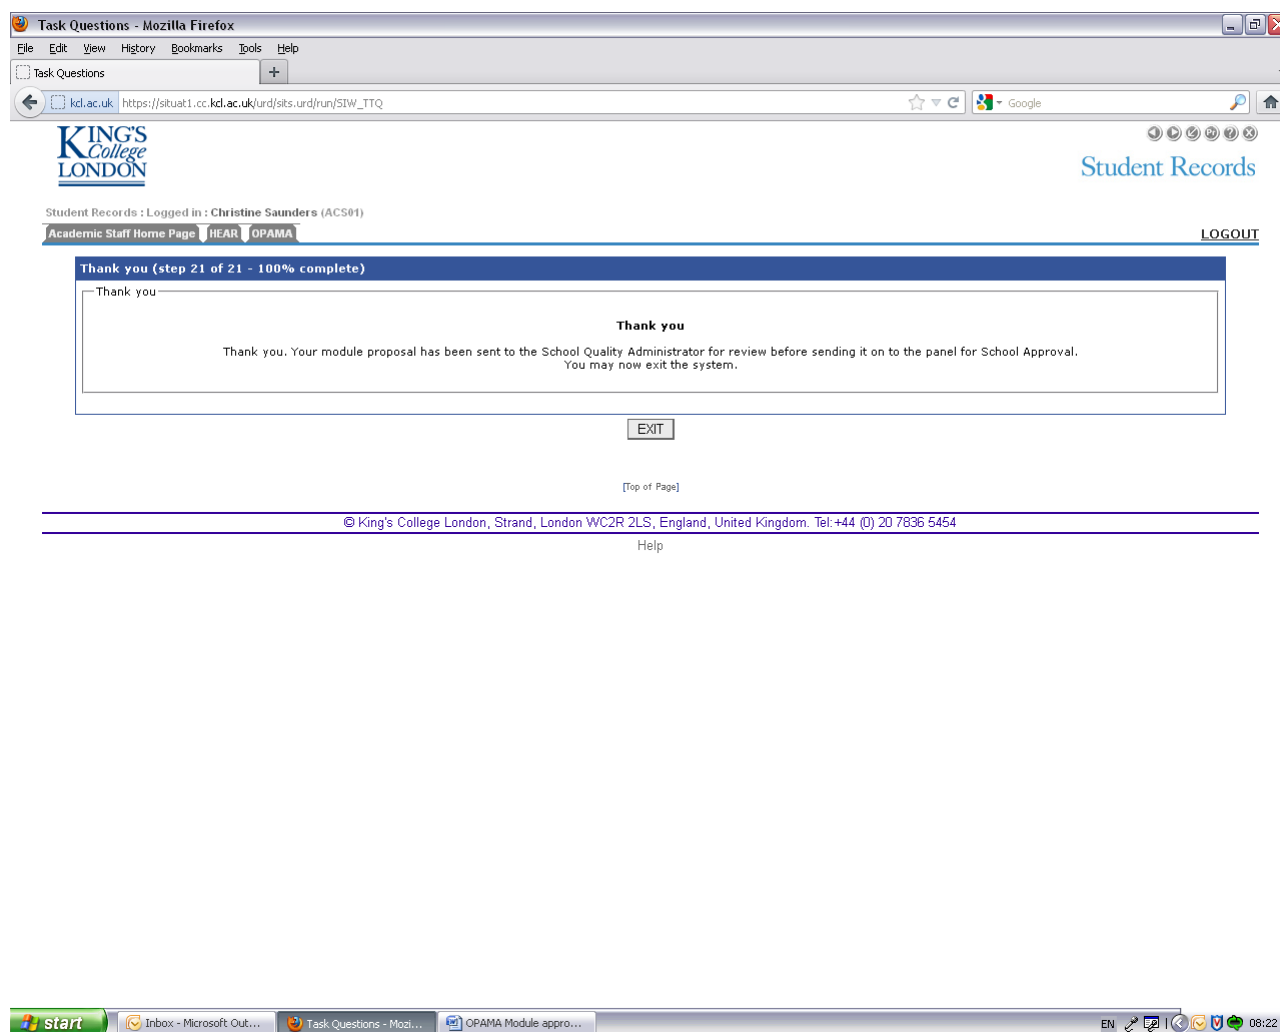 Task Questions - Mozilla Firefox
File Edit View History Bookmarks Tools Help
Task Questions
kcl.ac.uk https://situat1.cc.kcl.ac.uk/urd/sits.urd/run/SIW_TTQ Google
KING'S
College
LONDON
Student Records
Student Records : Logged in : Christine Saunders (ACS01)
Academic Staff Home Page HEAR OPAMA LOGOUT
Thank you (step 21 of 21 - 100% complete)
Thank you
Thank you
Thank you. Your module proposal has been sent to the School Quality Administrator for review before sending it on to the panel for School Approval.
You may now exit the system.
EXIT
[Top of Page]
© King's College London, Strand, London WC2R 2LS, England, United Kingdom. Tel:+44 (0) 20 7836 5454
Help
start Inbox - Microsoft Out... Task Questions - Mozi... OPAMA Module appro... EN 08:22